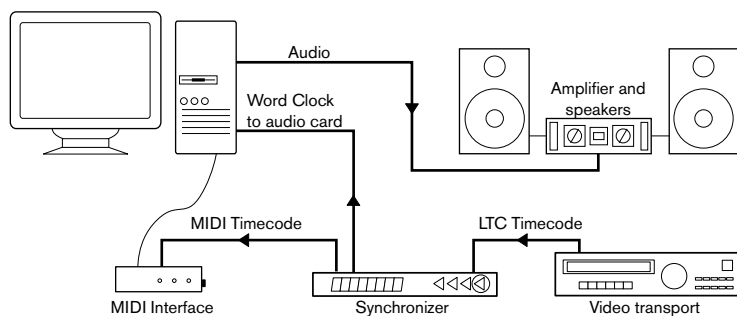 Audio
Word Clock
to audio card
Amplifier and
speakers
MIDI Timecode
LTC Timecode
MIDI Interface
Synchronizer
Video transport